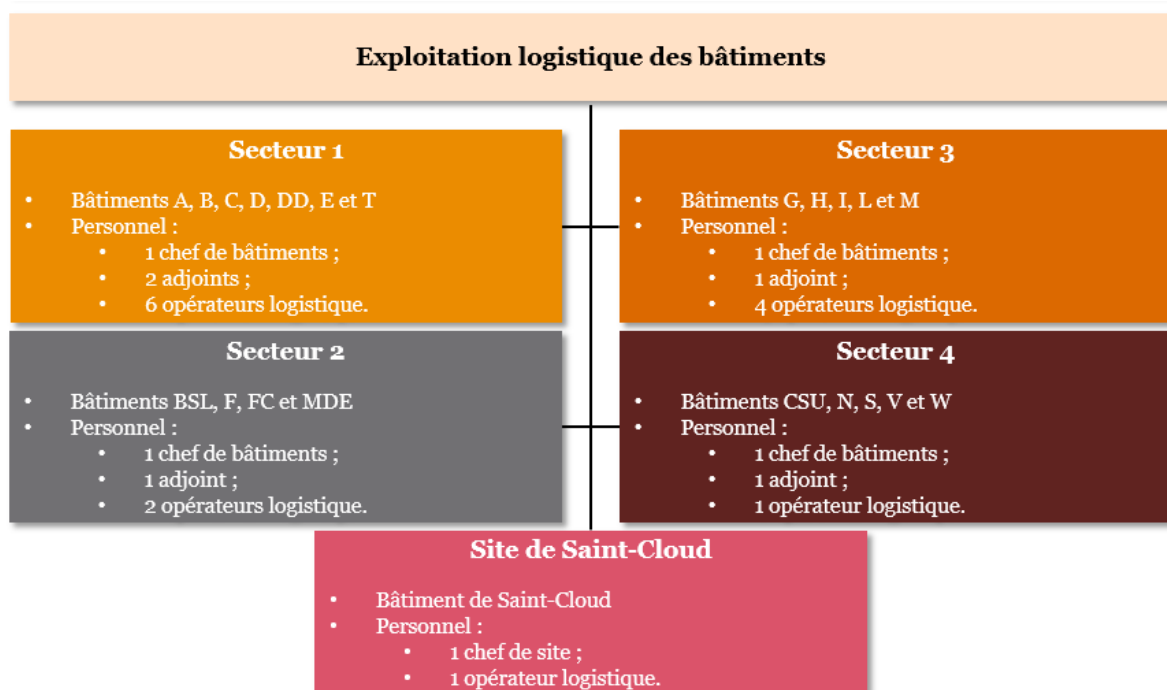 Exploitation logistique des bâtiments
Secteur 1
• Bâtiments A, B, C, D, DD, E et T
• Personnel :
• 1 chef de bâtiments ;
• 2 adjoints ;
• 6 opérateurs logistique.
Secteur 3
• Bâtiments G, H, I, L et M
• Personnel :
• 1 chef de bâtiments ;
• 1 adjoint ;
• 4 opérateurs logistique.
Secteur 2
• Bâtiments BSL, F, FC et MDE
• Personnel :
• 1 chef de bâtiments ;
• 1 adjoint ;
• 2 opérateurs logistique.
Secteur 4
• Bâtiments CSU, N, S, V et W
• Personnel :
• 1 chef de bâtiments ;
• 1 adjoint ;
• 1 opérateur logistique.
Site de Saint-Cloud
• Bâtiment de Saint-Cloud
• Personnel :
• 1 chef de site ;
• 1 opérateur logistique.